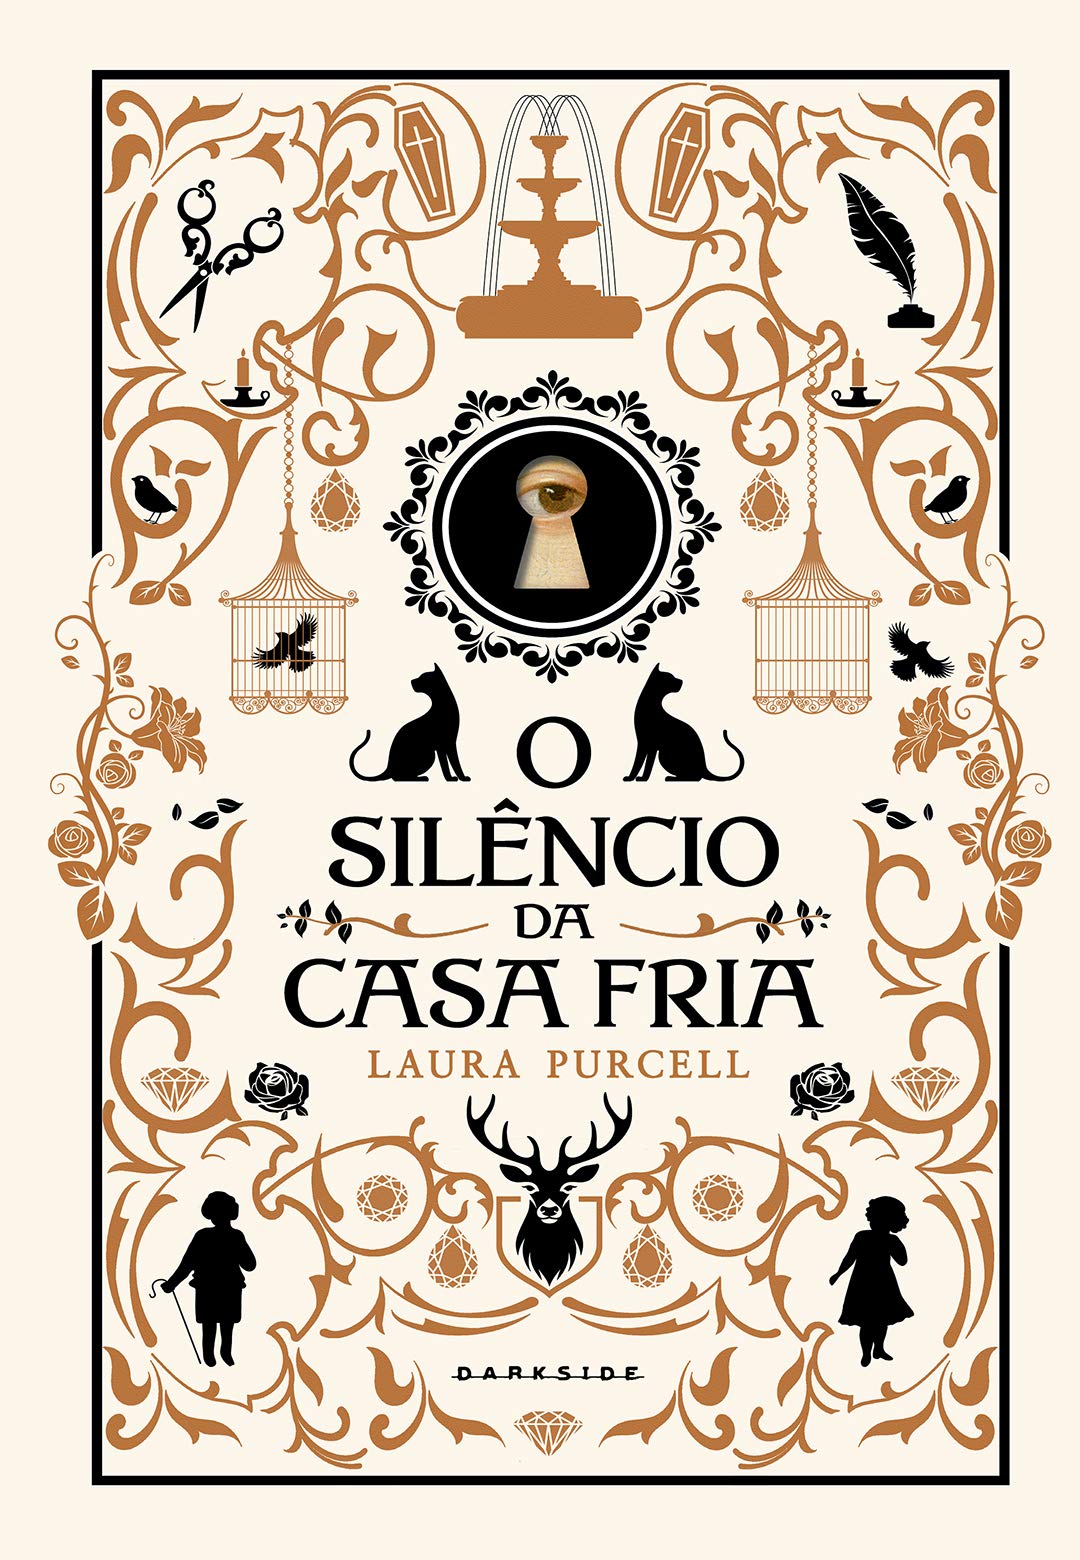 O
SILÊNCIO
DA
CASA FRIA
LAURA PURCELL
DARKSIDE